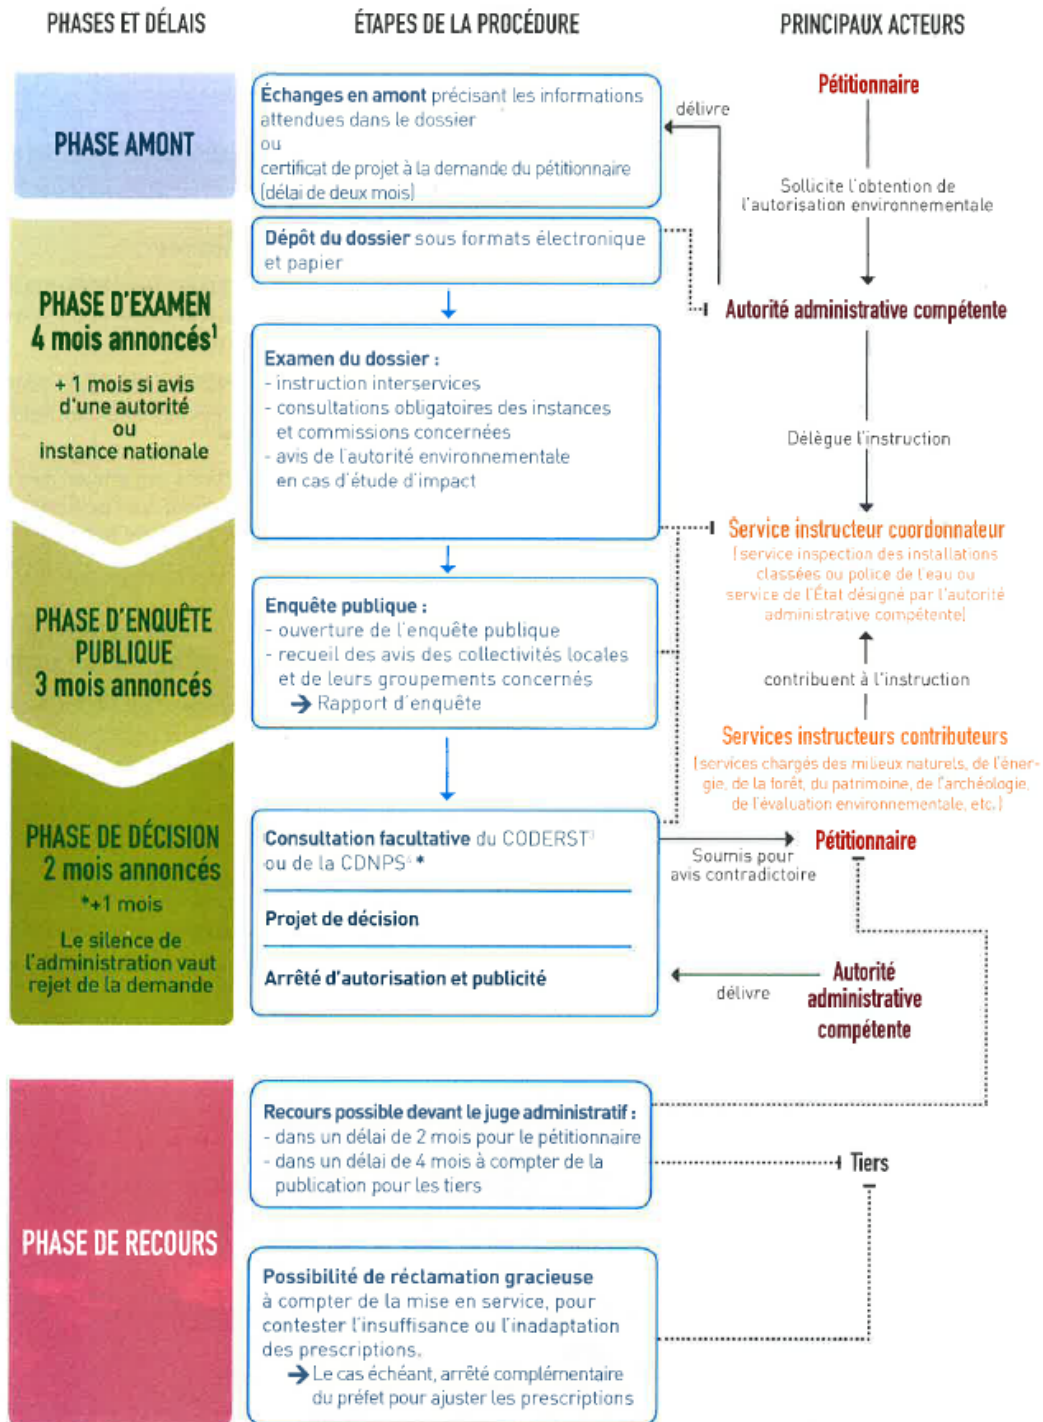 PHASES ET DÉLAIS
ÉTAPES DE LA PROCÉDURE
PRINCIPAUX ACTEURS
PHASE AMONT
Échanges en amont précisant les informations
attendues dans le dossier
ou
certificat de projet à la demande du pétitionnaire
(délai de deux mois)
délivre
Pétitionnaire
Sollicite l'obtention de
l'autorisation environnementale
Dépôt du dossier sous formats électronique
et papier
Autorité administrative compétente
PHASE D'EXAMEN
4 mois annoncés¹
+ 1 mois si avis
d'une autorité
ou
instance nationale
Examen du dossier :
- instruction interservices
- consultations obligatoires des instances
et commissions concernées
- avis de l'autorité environnementale
en cas d'étude d'impact
Délègue l'instruction
Service instructeur coordonnateur
(service inspection des installations
classées ou police de l'eau ou
service de l'État désigné par l'autorité
administrative compétente)
PHASE D'ENQUÊTE
PUBLIQUE
3 mois annoncés
Enquête publique :
- ouverture de l'enquête publique
- recueil des avis des collectivités locales
et de leurs groupements concernés
→ Rapport d'enquête
contribuent à l'instruction
Services instructeurs contributeurs
(services chargés des milieux naturels, de l'éner-
gie, de la forêt, du patrimoine, de l'archéologie,
de l'évaluation environnementale, etc.)
PHASE DE DÉCISION
2 mois annoncés
*+1 mois
Le silence de
l'administration vaut
rejet de la demande
Consultation facultative du CODERST
ou de la CDNPS *
Projet de décision
Arrêté d'autorisation et publicité
Soumis pour
avis contradictoire
Pétitionnaire
délivre
Autorité
administrative
compétente
PHASE DE RECOURS
Recours possible devant le juge administratif :
- dans un délai de 2 mois pour le pétitionnaire
- dans un délai de 4 mois à compter de la
publication pour les tiers
Tiers
Possibilité de réclamation gracieuse
à compter de la mise en service, pour
contester l'insuffisance ou l'inadaptation
des prescriptions.
→ Le cas échéant, arrêté complémentaire
du préfet pour ajuster les prescriptions